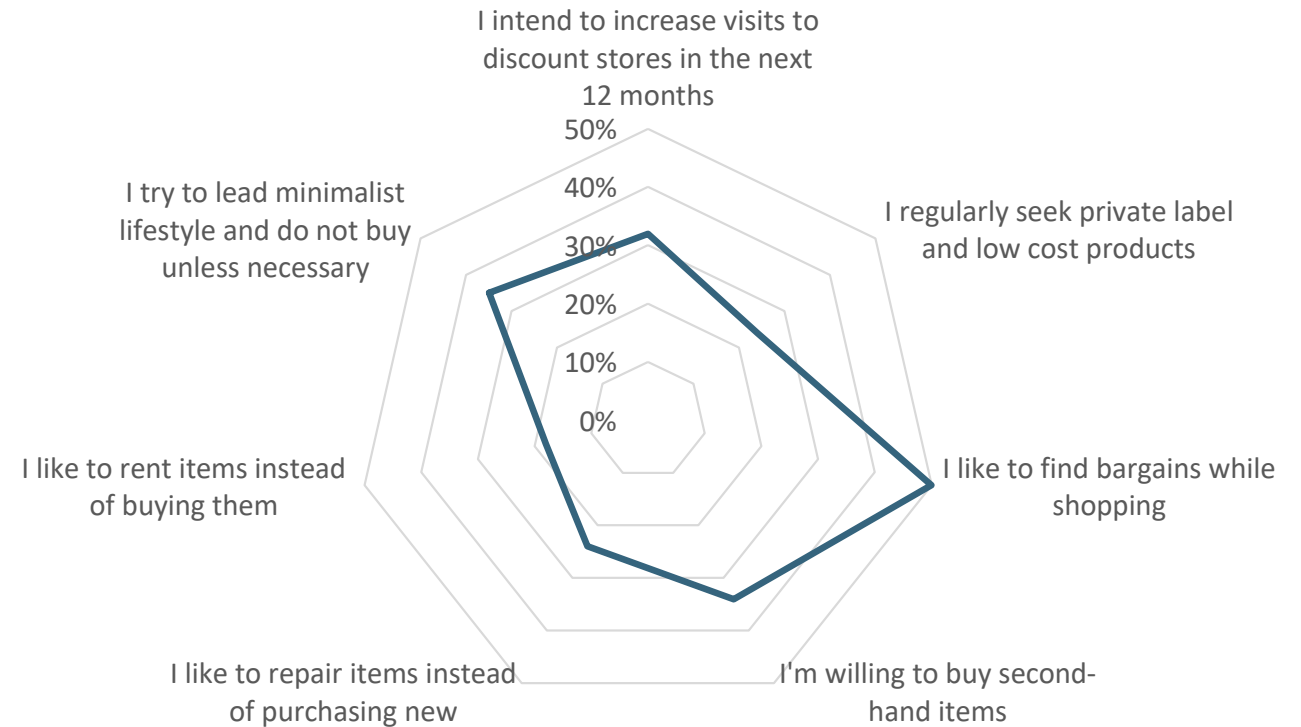 I intend to increase visits to
discount stores in the next
12 months
50%
40%
30%
20%
10%
0%
I regularly seek private label
and low cost products
I like to find bargains while
shopping
I'm willing to buy second-
hand items
I like to repair items instead
of purchasing new
I like to rent items instead
of buying them
I try to lead minimalist
lifestyle and do not buy
unless necessary